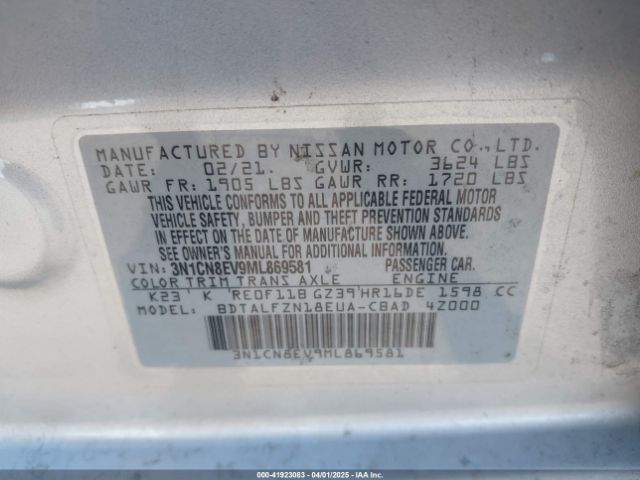 MANUFACTURED BY NISSAN MOTOR CO., LTD.
DATE: 02/21. GVWR: 3624 LBS
GAWR FR: 1905 LBS GAWR RR: 1720 LBS
THIS VEHICLE CONFORMS TO ALL APPLICABLE FEDERAL MOTOR
VEHICLE SAFETY, BUMPER AND THEFT PREVENTION STANDARDS
IN EFFECT ON THE DATE OF MANUFACTURE SHOWN ABOVE.
SEE OWNER'S MANUAL FOR ADDITIONAL INFORMATION.
VIN: 3N1CN8EV9ML869581 PASSENGER CAR.
COLOR TRIM TRANS AXLE ENGINE
K23 K RE0F11B GZ39 HR16DE 1598 CC
MODEL: BDTALFZN18EUA-CBAD 4Z000
3N1CN8EV9ML869581
000-41923083 04/01/2025 IAA Inc. (IAAI.com)